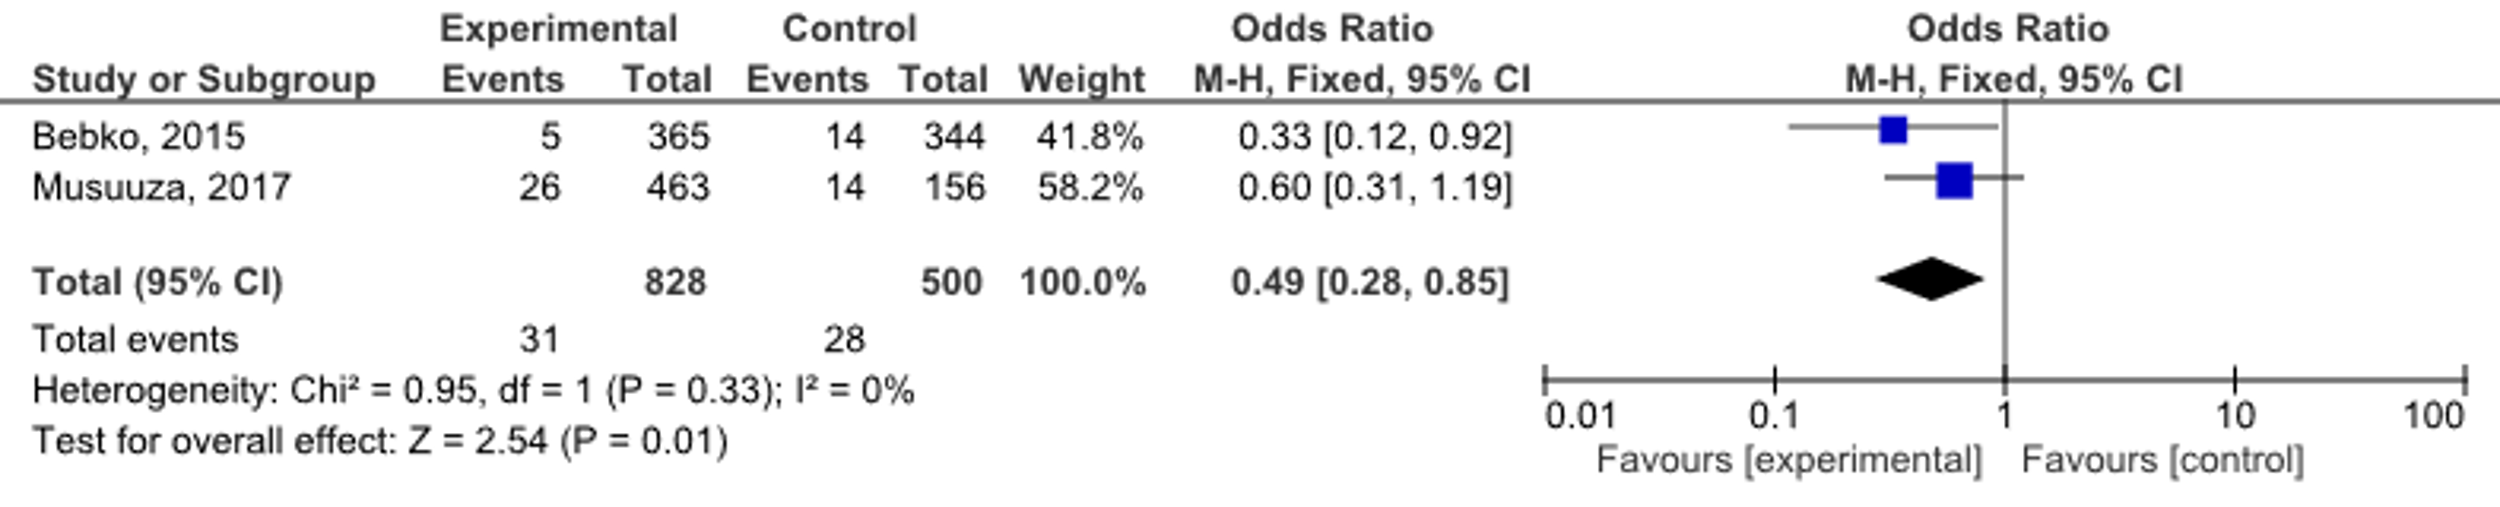 Experimental Control Odds Ratio Odds Ratio
Study or Subgroup Events Total Events Total Weight M-H, Fixed, 95% CI M-H, Fixed, 95% CI
Bebko, 2015 5 365 14 344 41.8% 0.33 [0.12, 0.92]
Musuuza, 2017 26 463 14 156 58.2% 0.60 [0.31, 1.19]
Total (95% CI) 828 500 100.0% 0.49 [0.28, 0.85]
Total events 31 28
Heterogeneity: Chi² = 0.95, df = 1 (P = 0.33); I² = 0%
Test for overall effect: Z = 2.54 (P = 0.01)
0.01 0.1 1 10 100
Favours [experimental] Favours [control]